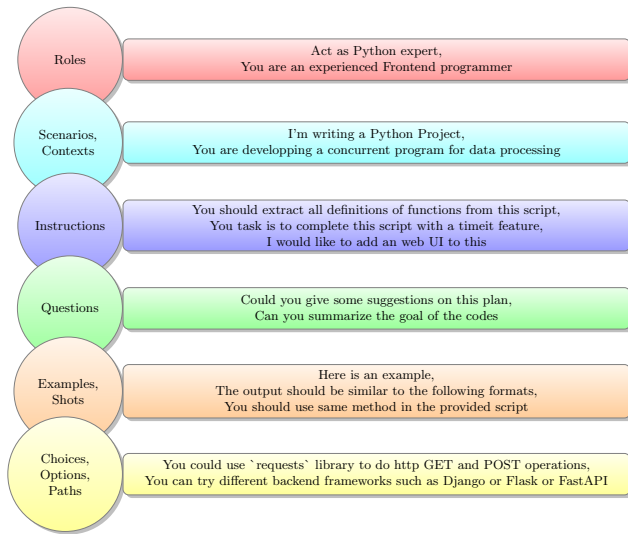 Roles
Act as Python expert,
You are an experienced Frontend programmer
Scenarios,
Contexts
I'm writing a Python Project,
You are developping a concurrent program for data processing
Instructions
You should extract all definitions of functions from this script,
You task is to complete this script with a timeit feature,
I would like to add an web UI to this
Questions
Could you give some suggestions on this plan,
Can you summarize the goal of the codes
Examples,
Shots
Here is an example,
The output should be similar to the following formats,
You should use same method in the provided script
Choices,
Options,
Paths
You could use `requests` library to do http GET and POST operations,
You can try different backend frameworks such as Django or Flask or FastAPI